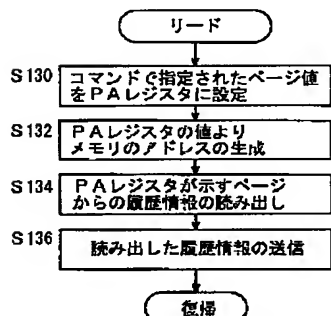 リード
S130
コマンドで指定されたページ値
をPAレジスタに設定
S132
PAレジスタの値より
メモリのアドレスの生成
S134
PAレジスタが示すページ
からの履歴情報の読み出し
S136
読み出した履歴情報の送信
復帰